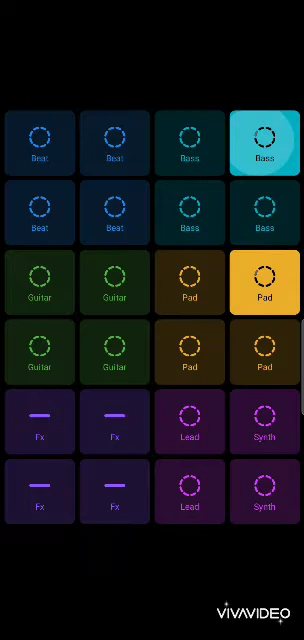 Beat Beat Bass Bass
Beat Beat Bass Bass
Guitar Guitar Pad Pad
Guitar Guitar Pad Pad
Fx Fx Lead Synth
Fx Fx Lead Synth
VIVAVIDEO